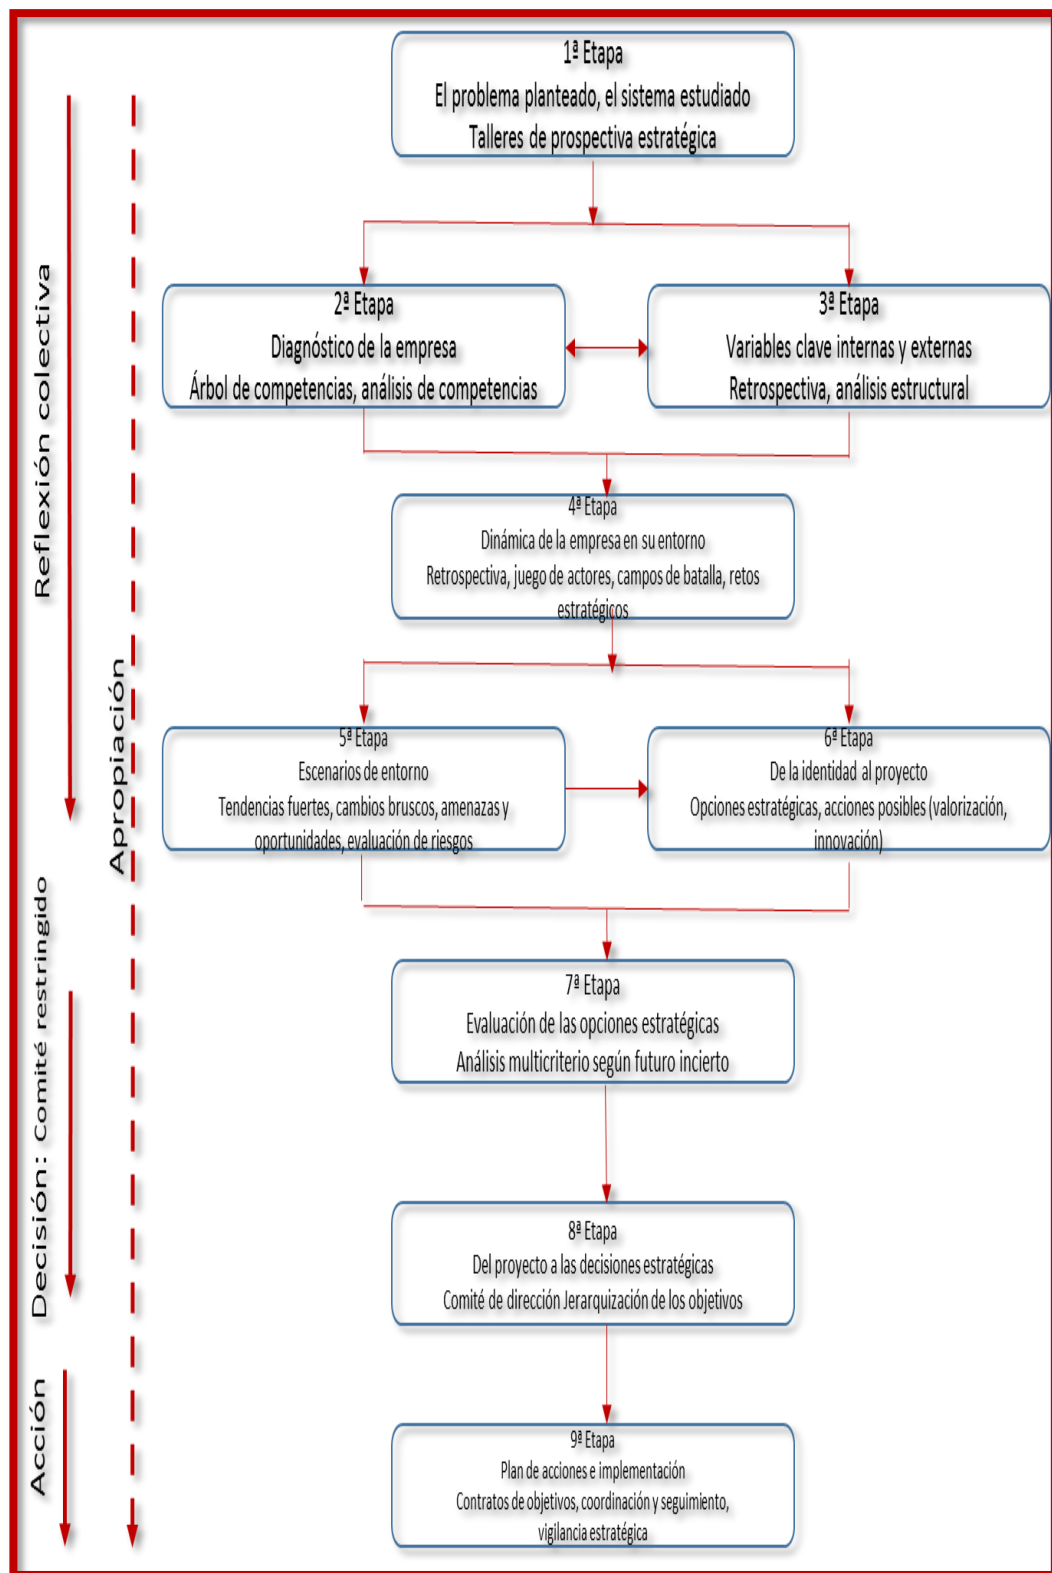 1ª Etapa
El problema planteado, el sistema estudiado
Talleres de prospectiva estratégica
2ª Etapa
Diagnóstico de la empresa
Árbol de competencias, análisis de competencias
3ª Etapa
Variables clave internas y externas
Retrospectiva, análisis estructural
4ª Etapa
Dinámica de la empresa en su entorno
Retrospectiva, juego de actores, campos de batalla, retos
estratégicos
5ª Etapa
Escenarios de entorno
Tendencias fuertes, cambios bruscos, amenazas y
oportunidades, evaluación de riesgos
6ª Etapa
De la identidad al proyecto
Opciones estratégicas, acciones posibles (valorización,
innovación)
7ª Etapa
Evaluación de las opciones estratégicas
Análisis multicriterio según futuro incierto
8ª Etapa
Del proyecto a las decisiones estratégicas
Comité de dirección Jerarquización de los objetivos
9ª Etapa
Plan de acciones e implementación
Contratos de objetivos, coordinación y seguimiento,
vigilancia estratégica
Reflexión colectiva
Apropiación
Decisión: Comité restringido
Acción